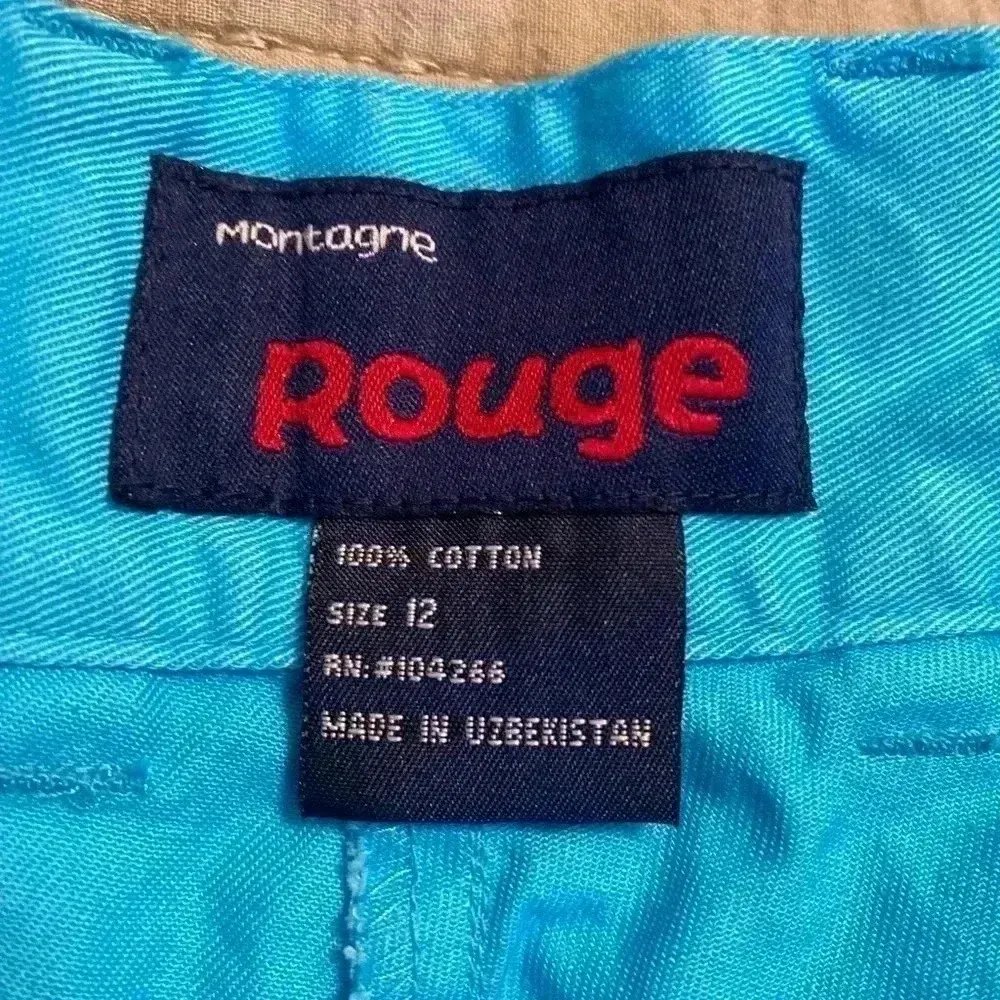 Montagne
Rouge
100% COTTON
SIZE 12
RN:#104266
MADE IN UZBEKISTAN